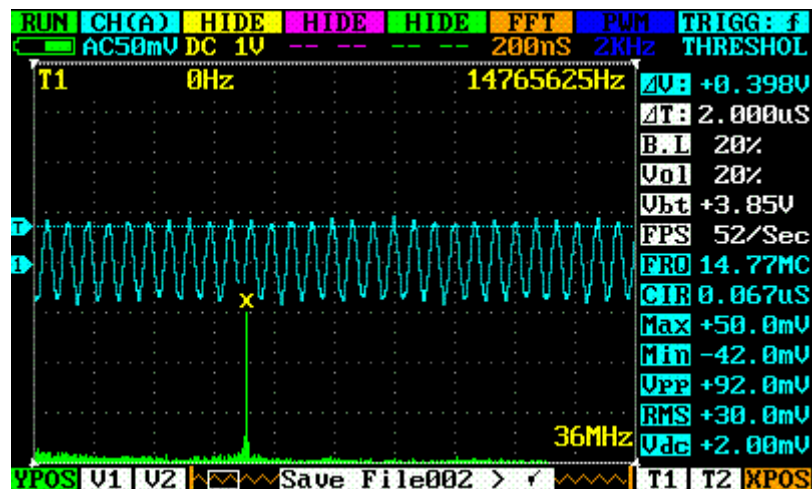 RUN CH(A) HIDE HIDE HIDE FFT PWM TRIGG: f
AC50mV DC 1V -- -- -- -- 200nS 2KHz THRESHOL
T1 0Hz 14765625Hz
⊿V: +0.398V
⊿T: 2.000uS
B.L 20%
Vol 20%
Vbt +3.85V
FPS 52/Sec
FRQ 14.77MC
CIR 0.067uS
Max +50.0mV
Min -42.0mV
Vpp +92.0mV
RMS +30.0mV
Vdc +2.00mV
T
1
X
36MHz
YPOS V1 V2 Save File002 > ✓ T1 T2 XPOS